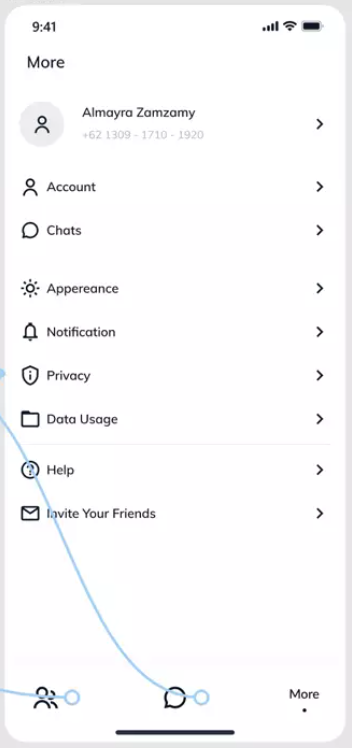 9:41
More
Almayra Zamzamy
+62 1309 - 1710 - 1920
Account
Chats
Appereance
Notification
Privacy
Data Usage
Help
Invite Your Friends
More